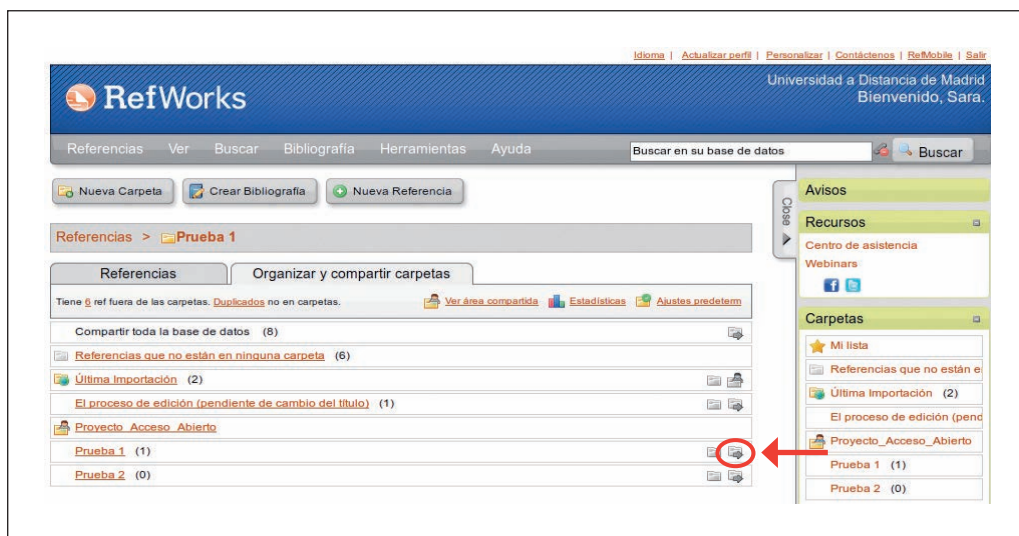 Idioma | Actualizar perfil | Personalizar | Contáctenos | RefMobile | Salir
RefWorks
Universidad a Distancia de Madrid
Bienvenido, Sara.
Referencias Ver Buscar Bibliografía Herramientas Ayuda
Buscar en su base de datos
Buscar
Nueva Carpeta
Crear Bibliografía
Nueva Referencia
Referencias > Prueba 1
Referencias
Organizar y compartir carpetas
Tiene 6 ref fuera de las carpetas. Duplicados no en carpetas.
Ver área compartida
Estadísticas
Ajustes predeterm
Compartir toda la base de datos (8)
Referencias que no están en ninguna carpeta (6)
Última Importación (2)
El proceso de edición (pendiente de cambio del título) (1)
Proyecto_Acceso_Abierto
Prueba 1 (1)
Prueba 2 (0)
Close
Avisos
Recursos
Centro de asistencia
Webinars
Carpetas
Mi lista
Referencias que no están e
Última Importación (2)
El proceso de edición (pend
Proyecto_Acceso_Abierto
Prueba 1 (1)
Prueba 2 (0)